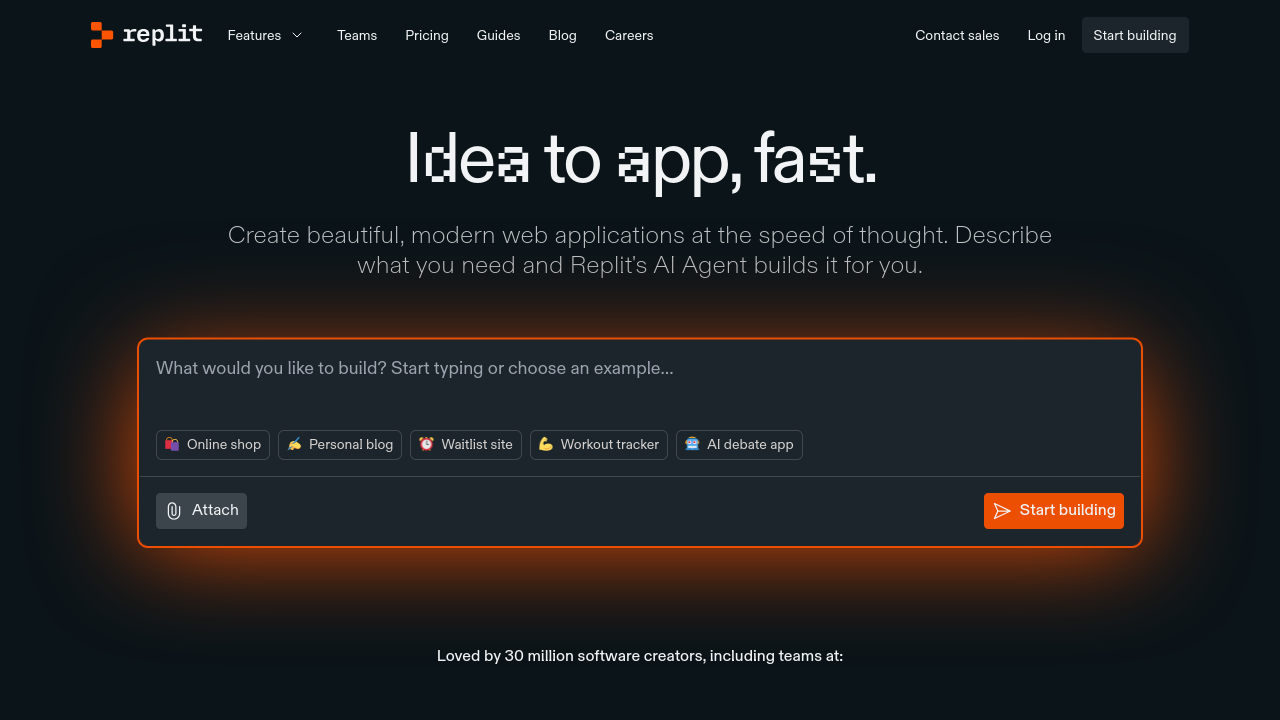 replit
Features
Teams
Pricing
Guides
Blog
Careers
Contact sales
Log in
Start building
Idea to app, fast.
Create beautiful, modern web applications at the speed of thought. Describe
what you need and Replit's AI Agent builds it for you.
What would you like to build? Start typing or choose an example...
Online shop
Personal blog
Waitlist site
Workout tracker
AI debate app
Attach
Start building
Loved by 30 million software creators, including teams at: